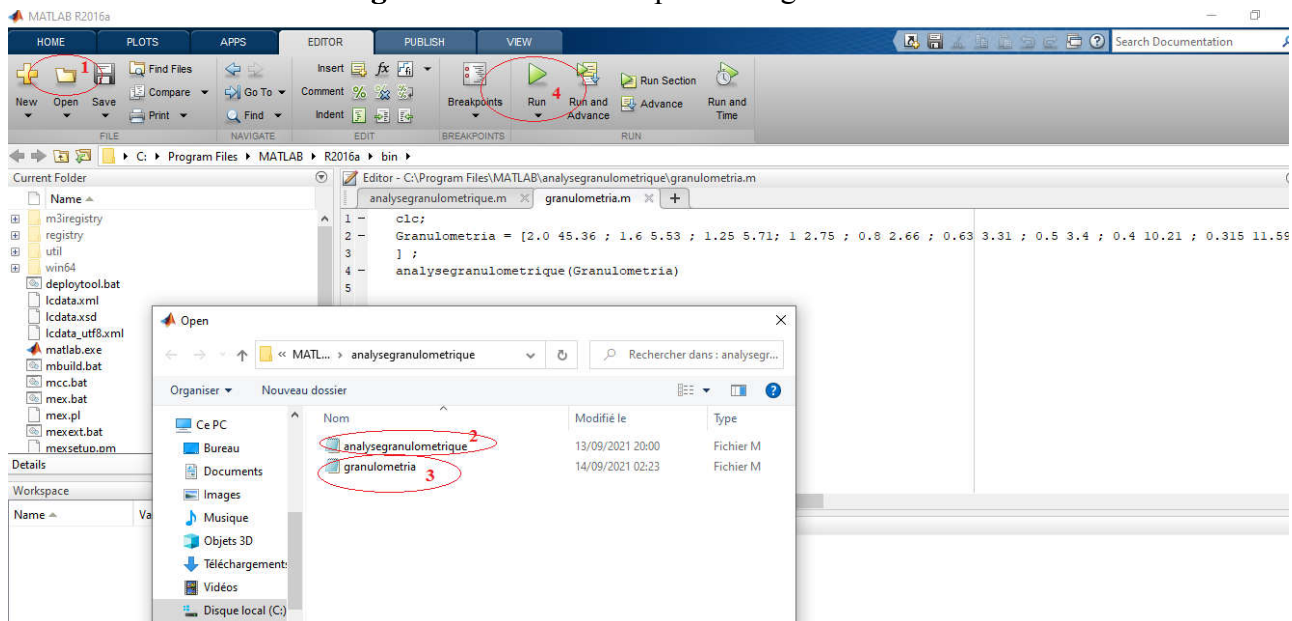 MATLAB R2016a
HOME PLOTS APPS EDITOR PUBLISH VIEW
Search Documentation
1
Find Files
Insert fx
Compare Go To Comment
4
Run Section
New Open Save
Breakpoints Run Run and Advance
Advance
Run and Time
Print Find Indent
FILE NAVIGATE EDIT BREAKPOINTS RUN
C: Program Files MATLAB R2016a bin
Current Folder
Editor - C:\Program Files\MATLAB\analysegranulometrique\granulometria.m
Name
analysegranulometrique.m granulometria.m +
m3iregistry
registry
util
win64
deploytool.bat
lcdata.xml
lcdata.xsd
lcdata_utf8.xml
matlab.exe
mbuild.bat
mcc.bat
mex.bat
mex.pl
mexext.bat
mexsetup.pm
1 clc;
2 Granulometria = [2.0 45.36 ; 1.6 5.53 ; 1.25 5.71; 1 2.75 ; 0.8 2.66 ; 0.63 3.31 ; 0.5 3.4 ; 0.4 10.21 ; 0.315 11.59
3 ] ;
4 analysegranulometrique(Granulometria)
5
Details
Workspace
Name Va
Open
« MATL... › analysegranulometrique
Rechercher dans : analysegr...
Organiser Nouveau dossier
Ce PC
Bureau
Documents
Images
Musique
Objets 3D
Téléchargements
Vidéos
Disque local (C:)
Nom Modifié le Type
2
analysegranulometrique 13/09/2021 20:00 Fichier M
granulometria 14/09/2021 02:23 Fichier M
3